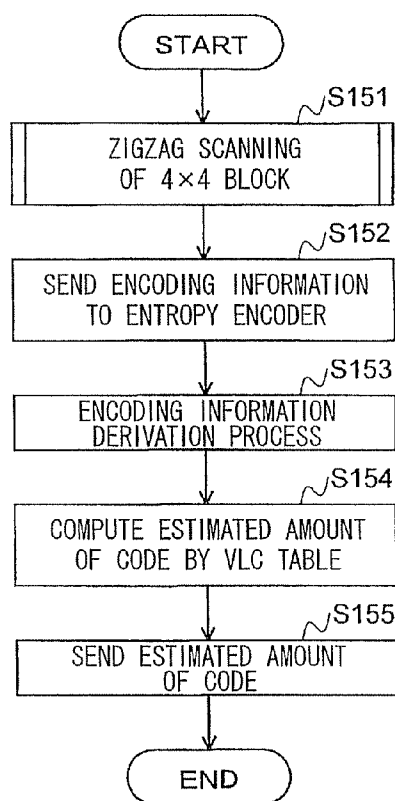 START
S151
ZIGZAG SCANNING
OF 4×4 BLOCK
S152
SEND ENCODING INFORMATION
TO ENTROPY ENCODER
S153
ENCODING INFORMATION
DERIVATION PROCESS
S154
COMPUTE ESTIMATED AMOUNT
OF CODE BY VLC TABLE
S155
SEND ESTIMATED AMOUNT
OF CODE
END